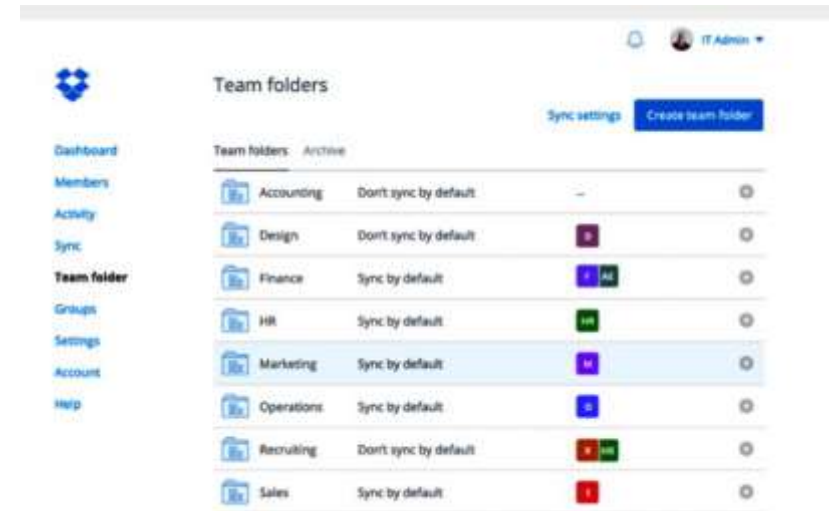 IT Admin
Team folders
Sync settings Create team folder
Dashboard
Members
Activity
Sync
Team folder
Groups
Settings
Account
Help
Team folders Archive
Accounting Don't sync by default --
Design Don't sync by default D
Finance Sync by default F AE
HR Sync by default HR
Marketing Sync by default M
Operations Sync by default O
Recruiting Don't sync by default R HR
Sales Sync by default